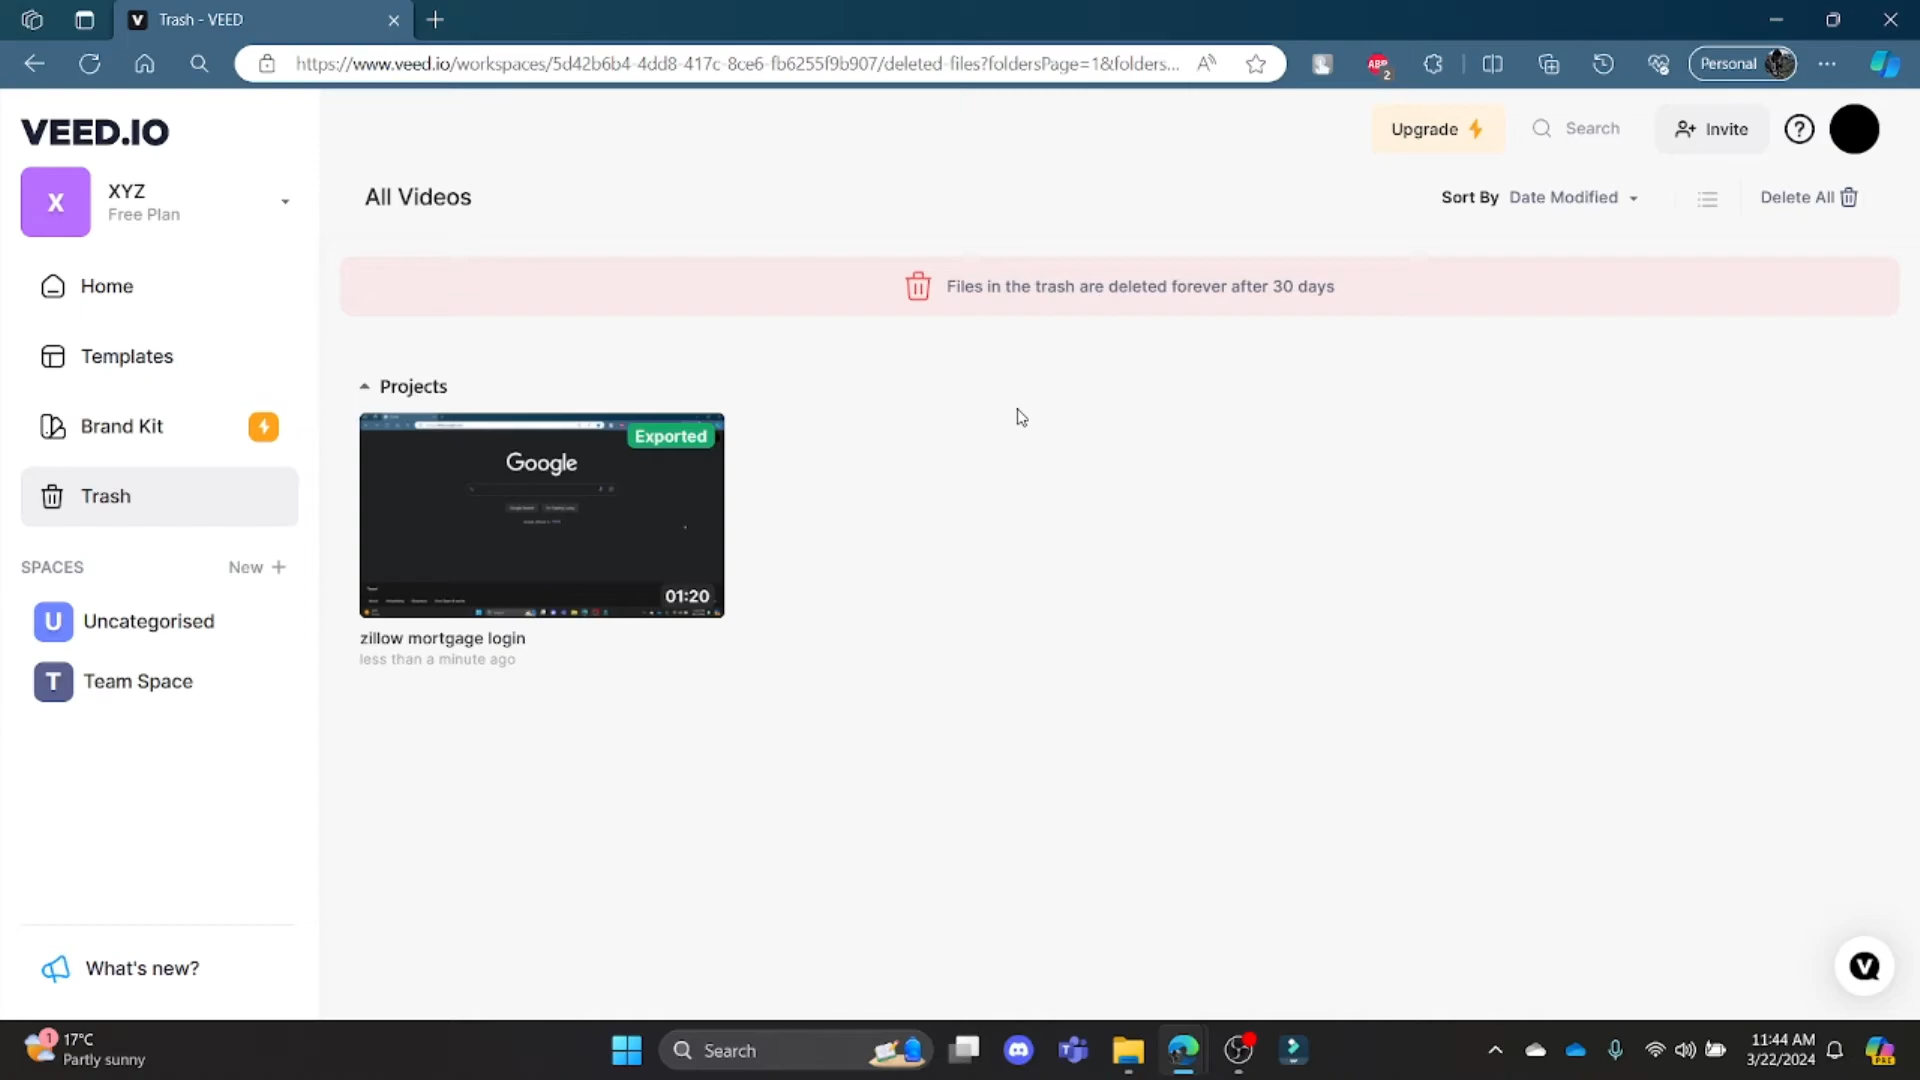 Trash - VEED
https://www.veed.io/workspaces/5d42b6b4-4dd8-417c-8ce6-fb6255f9b907/deleted-files?foldersPage=1&folders...
ABP
2
Personal
VEED.IO
Upgrade
Search
Invite
X
XYZ
Free Plan
All Videos
Sort By Date Modified
Delete All
Home
Files in the trash are deleted forever after 30 days
Templates
Projects
Brand Kit
Exported
Google
Trash
SPACES
New +
01:20
Uncategorised
U
zillow mortgage login
less than a minute ago
T
Team Space
What's new?
1
17°C
Partly sunny
Search
11:44 AM
3/22/2024
PRE